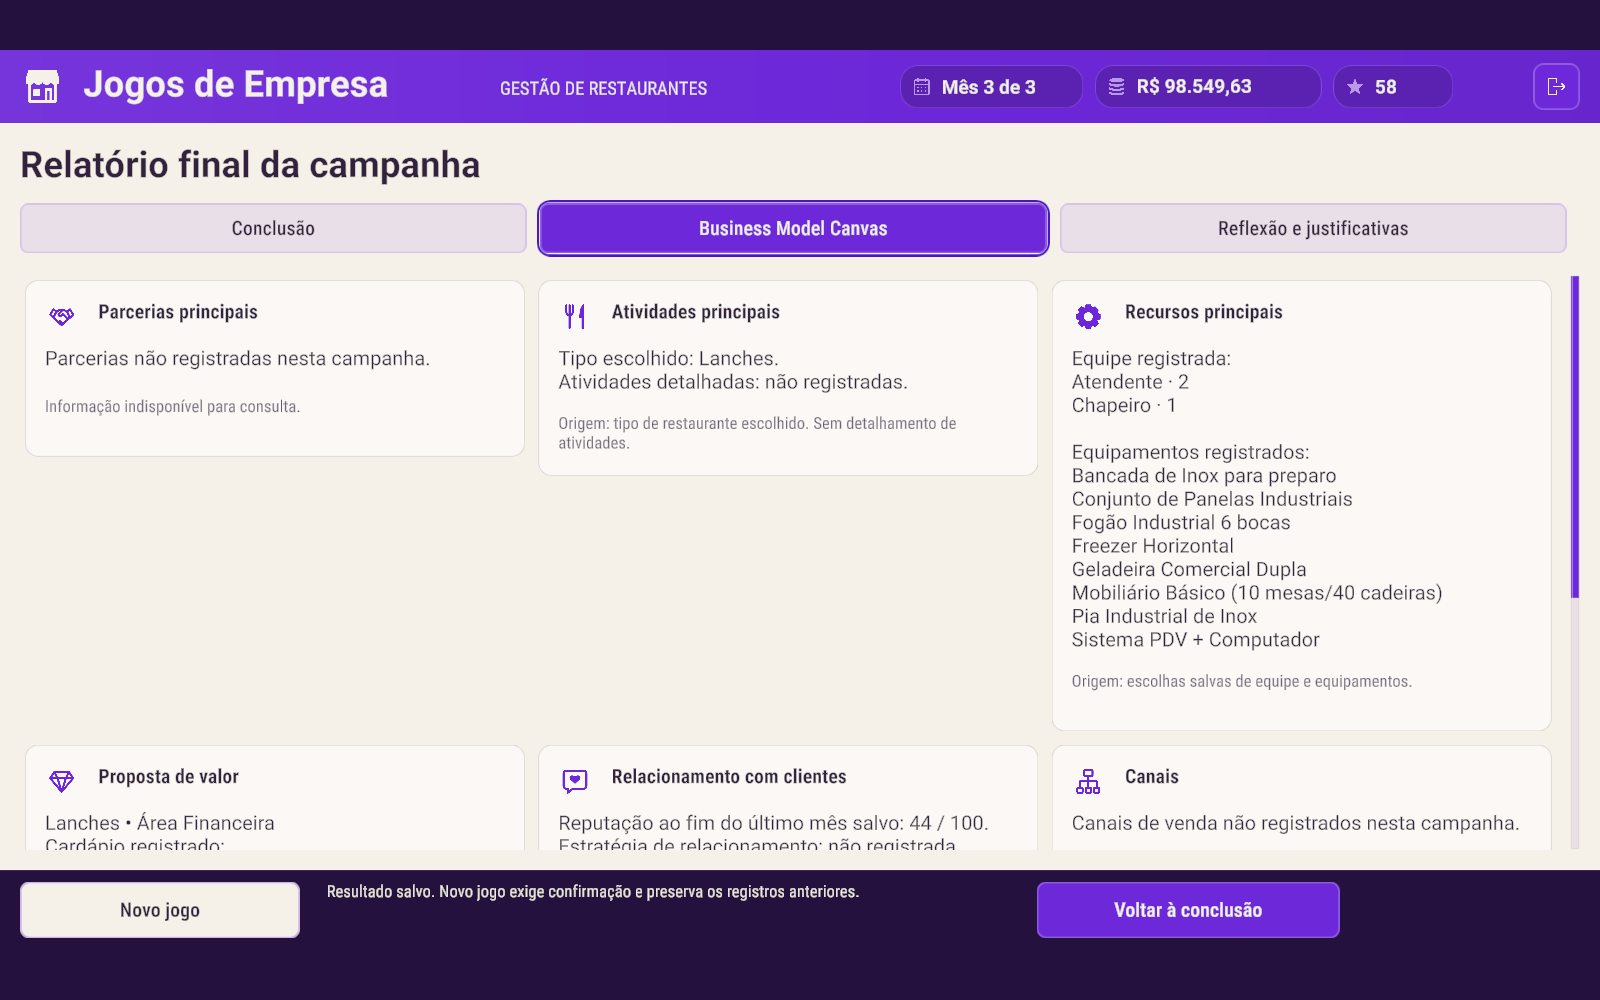 Jogos de Empresa
GESTÃO DE RESTAURANTES
Mês 3 de 3
R$ 98.549,63
58
Relatório final da campanha
Conclusão
Business Model Canvas
Reflexão e justificativas
Parcerias principais
Parcerias não registradas nesta campanha.
Informação indisponível para consulta.
Atividades principais
Tipo escolhido: Lanches.
Atividades detalhadas: não registradas.
Origem: tipo de restaurante escolhido. Sem detalhamento de
atividades.
Recursos principais
Equipe registrada:
Atendente · 2
Chapeiro · 1
Equipamentos registrados:
Bancada de Inox para preparo
Conjunto de Panelas Industriais
Fogão Industrial 6 bocas
Freezer Horizontal
Geladeira Comercial Dupla
Mobiliário Básico (10 mesas/40 cadeiras)
Pia Industrial de Inox
Sistema PDV + Computador
Origem: escolhas salvas de equipe e equipamentos.
Proposta de valor
Lanches • Área Financeira
Cardápio registrado:
Relacionamento com clientes
Reputação ao fim do último mês salvo: 44 / 100.
Estratégia de relacionamento: não registrada
Canais
Canais de venda não registrados nesta campanha.
Novo jogo
Resultado salvo. Novo jogo exige confirmação e preserva os registros anteriores.
Voltar à conclusão